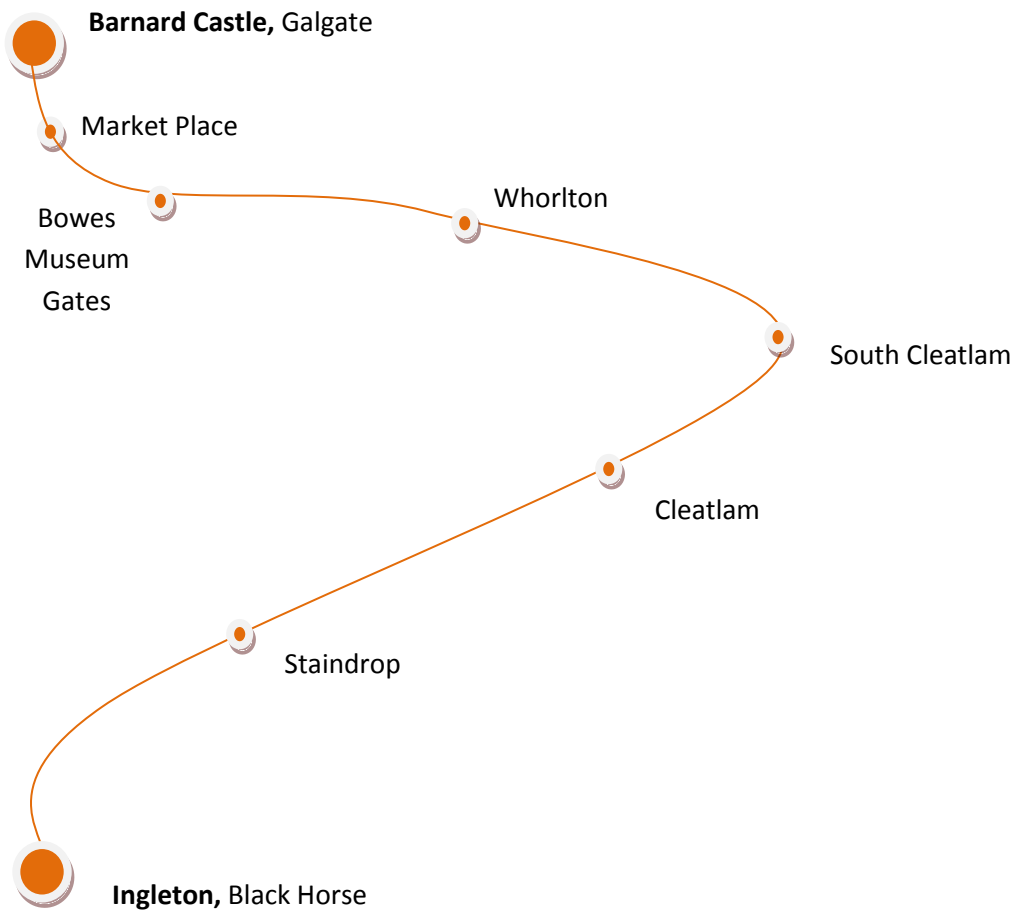 Barnard Castle, Galgate
Market Place
Bowes
Museum
Gates
Whorlton
South Cleatlam
Cleatlam
Staindrop
Ingleton, Black Horse